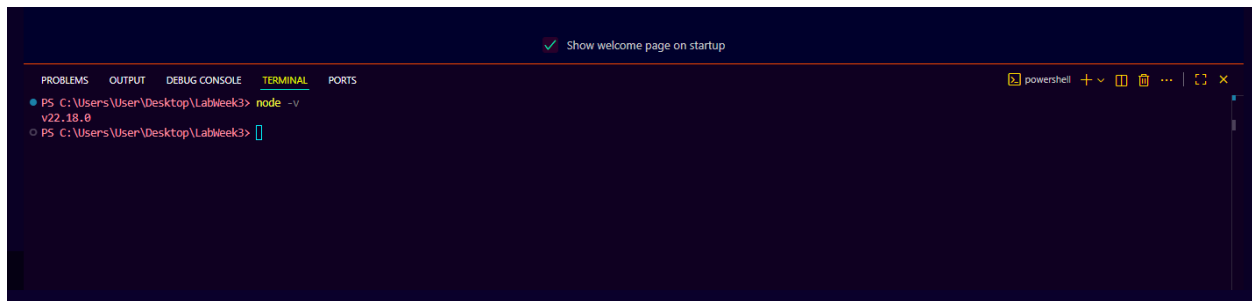 Show welcome page on startup
PROBLEMS OUTPUT DEBUG CONSOLE TERMINAL PORTS powershell
PS C:\Users\User\Desktop\LabWeek3> node -v
v22.18.0
PS C:\Users\User\Desktop\LabWeek3>